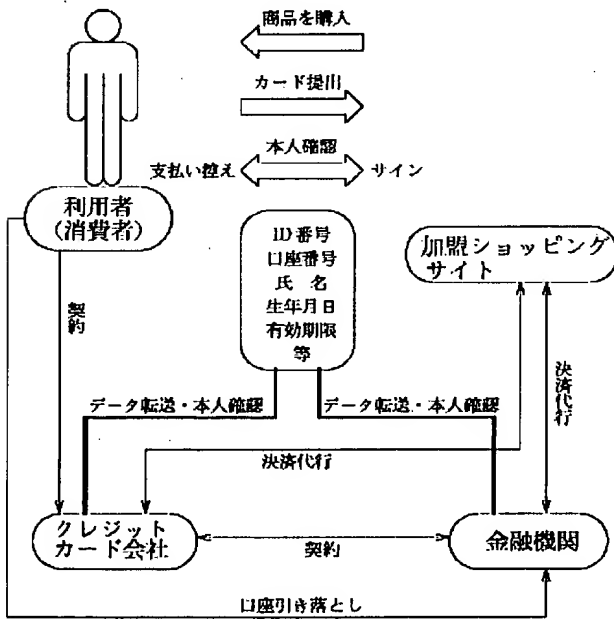 商品を購入
カード提出
本人確認
支払い控え
サイン
利用者
(消費者)
ID番号
口座番号
氏 名
生年月日
有効期限
等
加盟ショッピング
サイト
契約
決済代行
データ転送・本人確認
データ転送・本人確認
決済代行
クレジット
カード会社
契約
金融機関
口座引き落とし